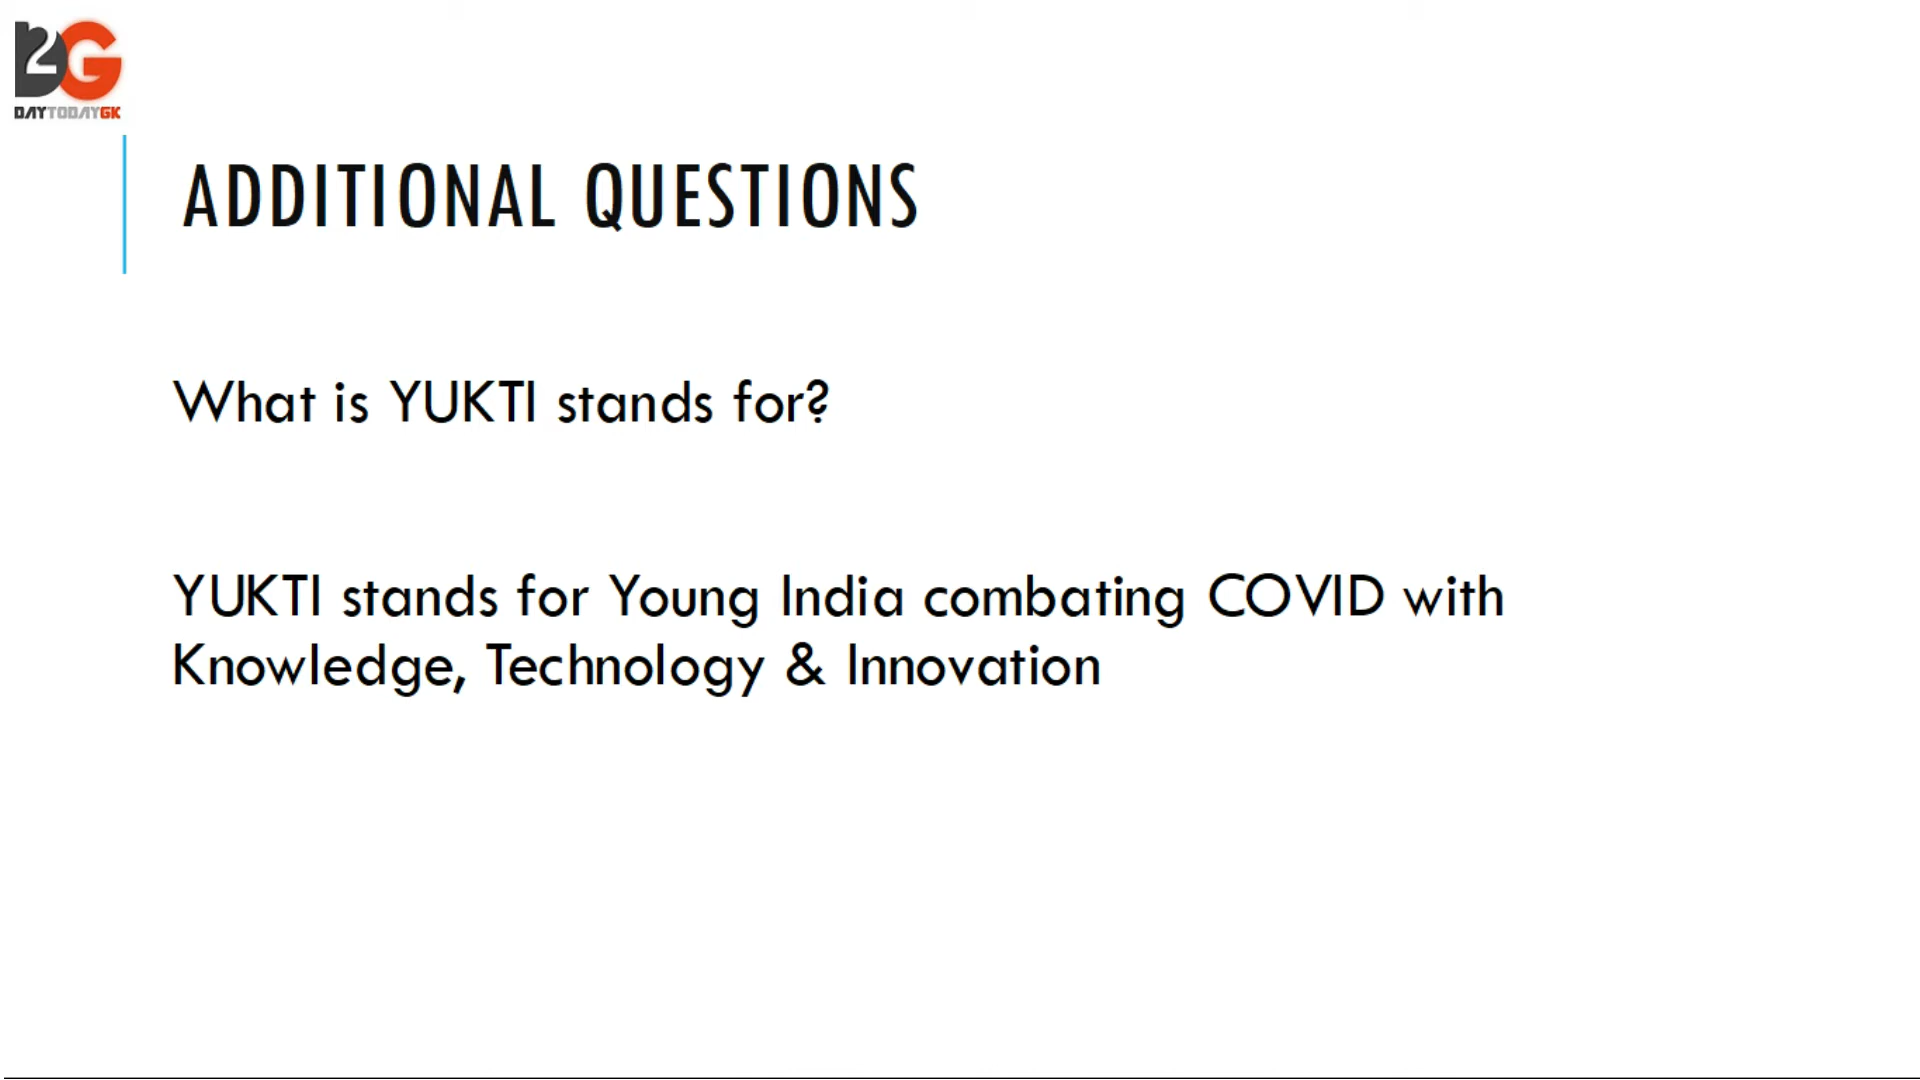 2G
DAYTODAYGK
ADDITIONAL QUESTIONS
What is YUKTI stands for?
YUKTI stands for Young India combating COVID with
Knowledge, Technology & Innovation